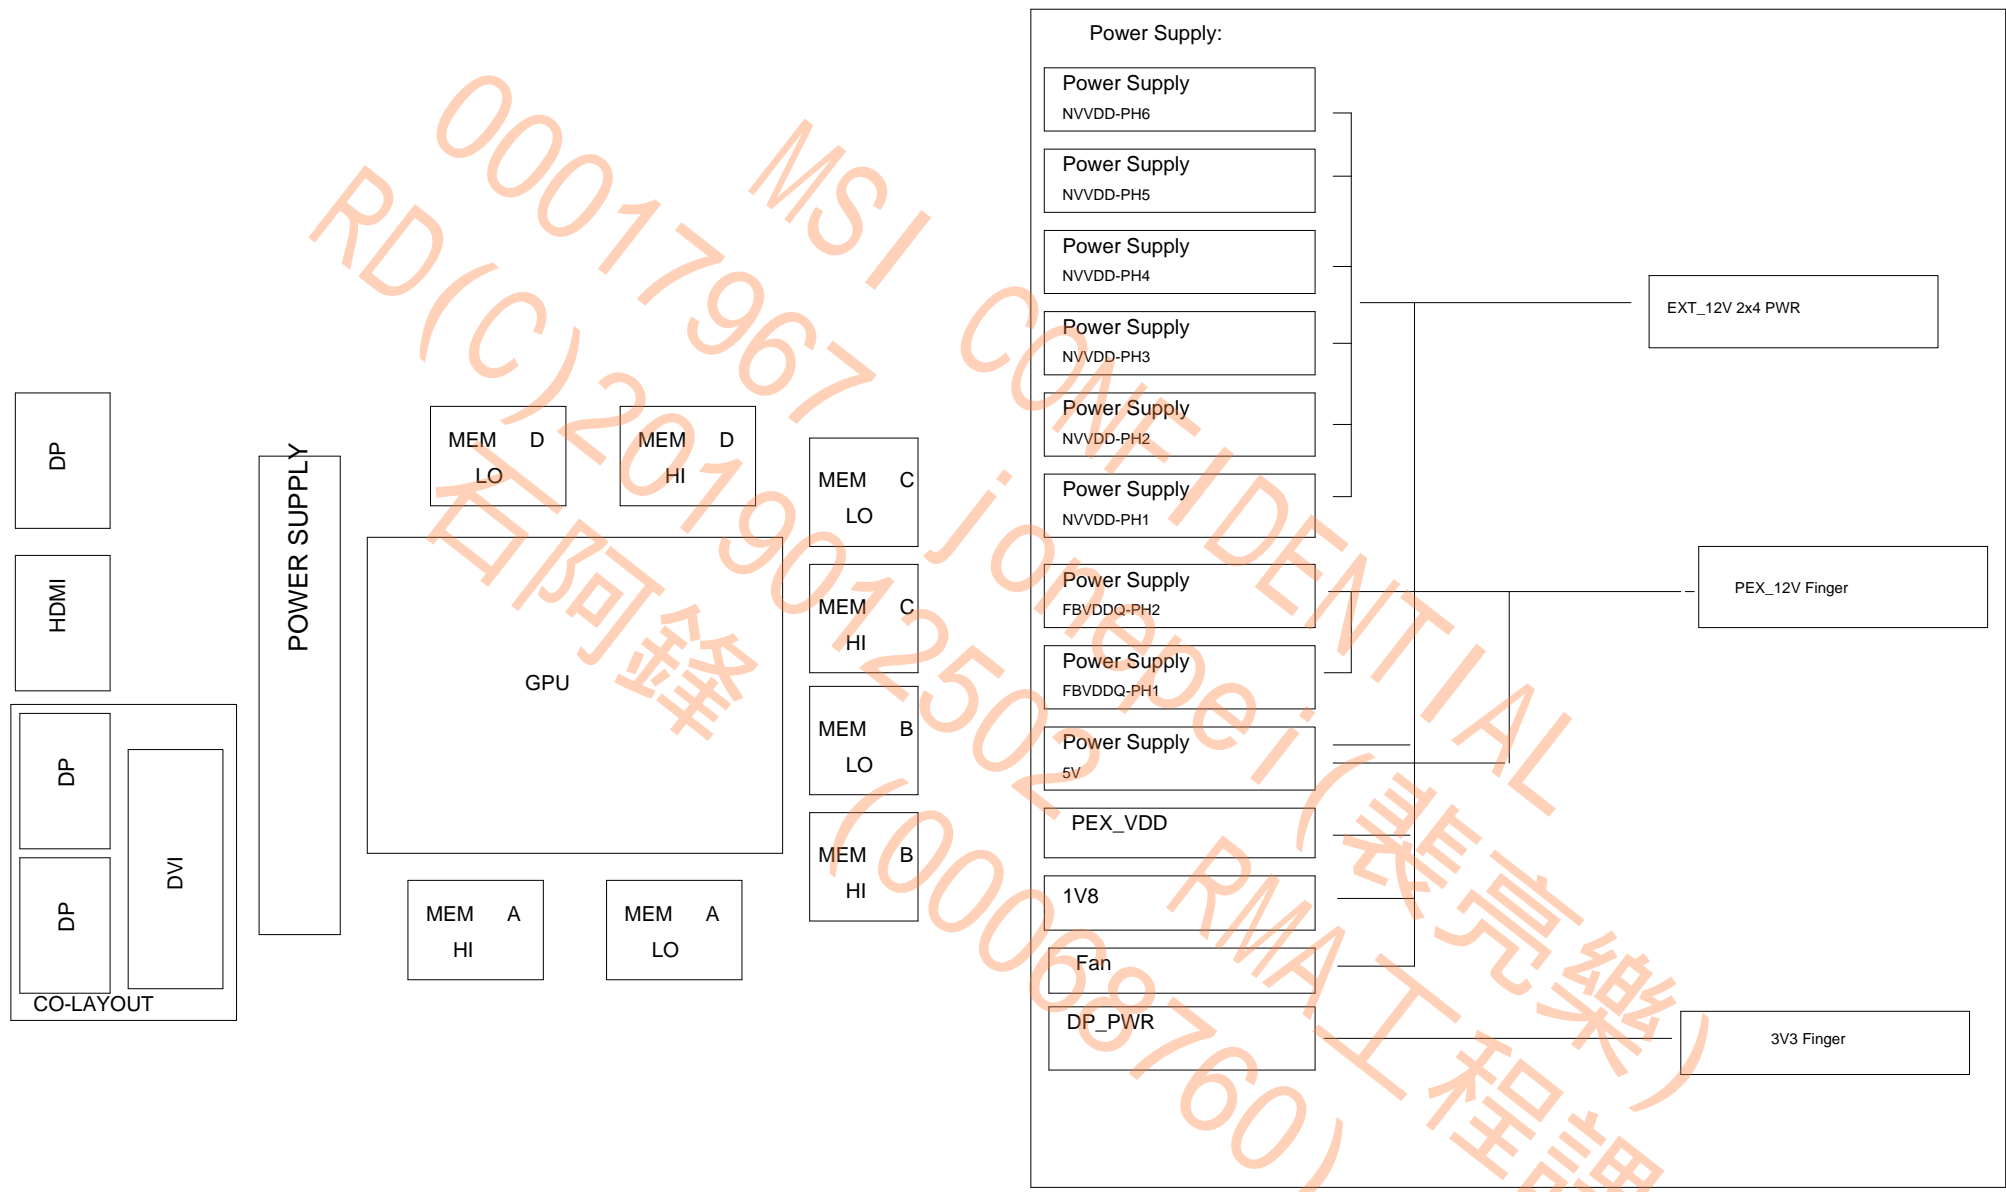 DP
HDMI
DP
DP
DVI
CO-LAYOUT
POWER SUPPLY
MEM D
LO
MEM D
HI
MEM C
LO
MEM C
HI
GPU
MEM B
LO
MEM B
HI
MEM A
HI
MEM A
LO
Power Supply:
Power Supply
NVVDD-PH6
Power Supply
NVVDD-PH5
Power Supply
NVVDD-PH4
Power Supply
NVVDD-PH3
Power Supply
NVVDD-PH2
Power Supply
NVVDD-PH1
Power Supply
FBVDDQ-PH2
Power Supply
FBVDDQ-PH1
Power Supply
5V
PEX_VDD
1V8
Fan
DP_PWR
EXT_12V 2x4 PWR
PEX_12V Finger
3V3 Finger
MSI CONFIDENTIAL
00017967 jonepei(裴亮樂)
RD(C)2019012502 RMA工程課
石阿鋒 (00068760)